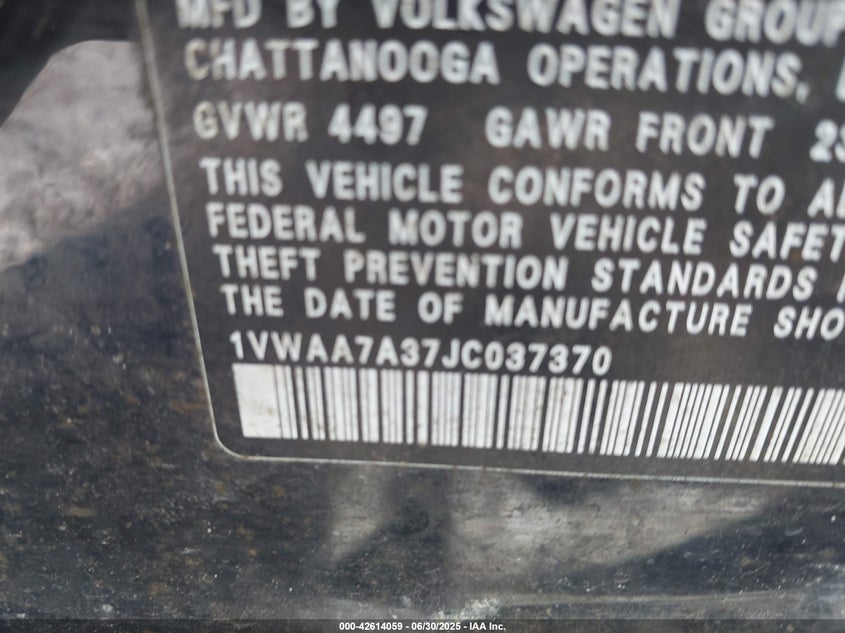 MFD BY VOLKSWAGEN GROUP
CHATTANOOGA OPERATIONS,
GVWR 4497 GAWR FRONT
THIS VEHICLE CONFORMS TO
FEDERAL MOTOR VEHICLE
THEFT PREVENTION STANDARDS
THE DATE OF MANUFACTURE
1VWAA7A37JC037370
000-42614059 - 06/30/2025 - IAA Inc.